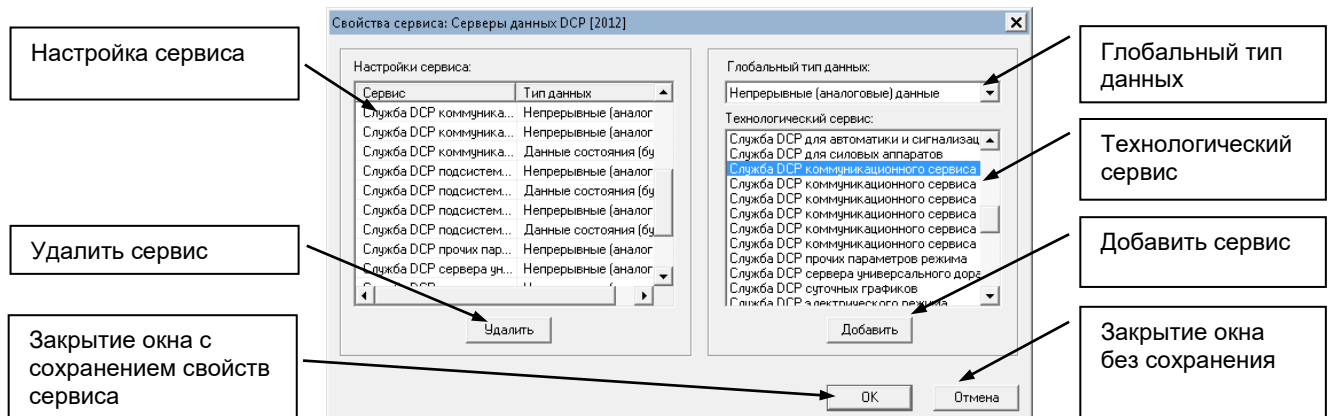 Свойства сервиса: Серверы данных DCP [2012]
Настройка сервиса
Удалить сервис
Закрытие окна с
сохранением свойств
сервиса
Настройки сервиса:
Сервис Тип данных
Служба DCP коммуника... Непрерывные (аналог
Служба DCP коммуника... Непрерывные (аналог
Служба DCP коммуника... Данные состояния (бу
Служба DCP подсистем... Непрерывные (аналог
Служба DCP подсистем... Данные состояния (бу
Служба DCP подсистем... Непрерывные (аналог
Служба DCP подсистем... Данные состояния (бу
Служба DCP прочих пар... Непрерывные (аналог
Служба DCP сервера ун... Непрерывные (аналог
Удалить
Глобальный тип данных:
Непрерывные (аналоговые) данные
Технологический сервис:
Служба DCP для автоматики и сигнализац
Служба DCP для силовых аппаратов
Служба DCP коммуникационного сервиса
Служба DCP коммуникационного сервиса
Служба DCP коммуникационного сервиса
Служба DCP коммуникационного сервиса
Служба DCP коммуникационного сервиса
Служба DCP коммуникационного сервиса
Служба DCP прочих параметров режима
Служба DCP сервера универсального дора
Служба DCP суточных графиков
Служба DCP электрического режима
Добавить
OK Отмена
Глобальный тип
данных
Технологический
сервис
Добавить сервис
Закрытие окна
без сохранения